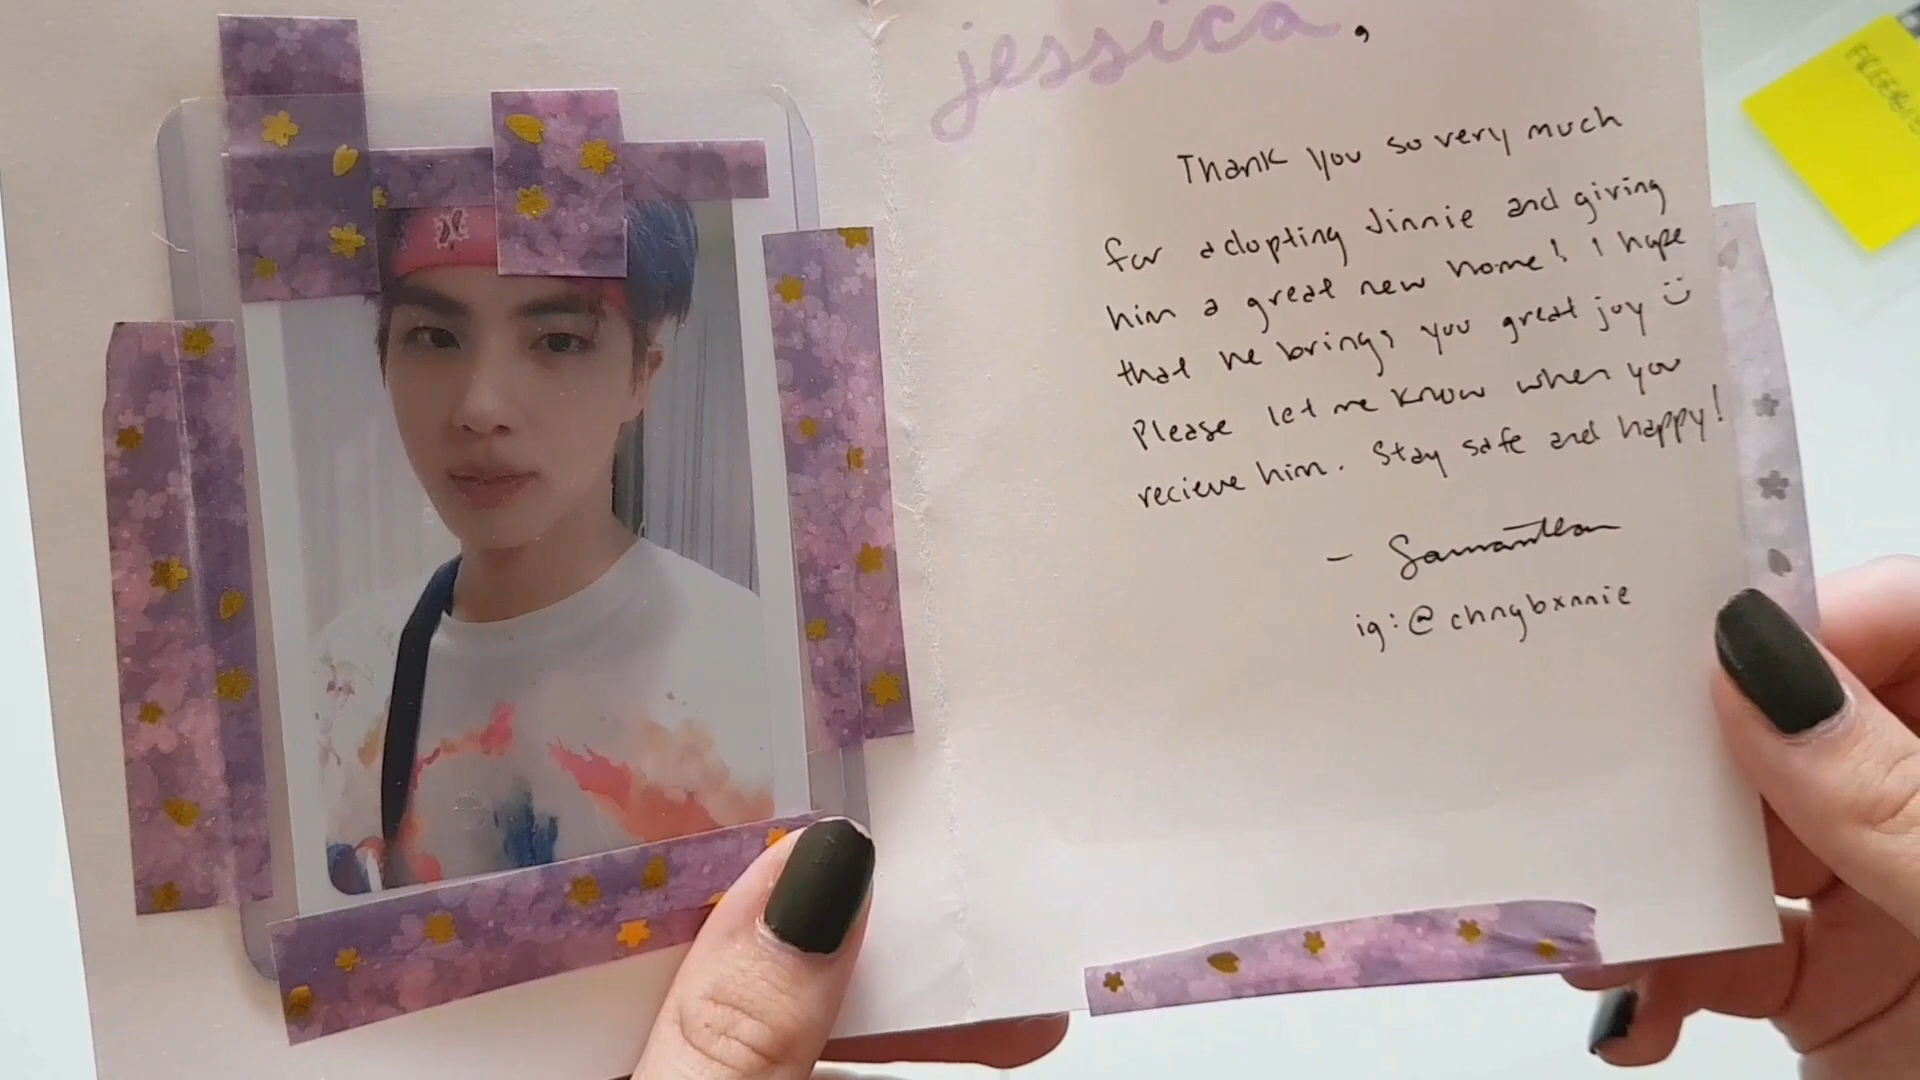 jessica,
Thank you so very much
for adopting Jinnie and giving
him a great new home! I hope
that he brings you great joy :)
Please let me know when you
recieve him. Stay safe and happy!
- Samantha
ig:@chngbxnnie